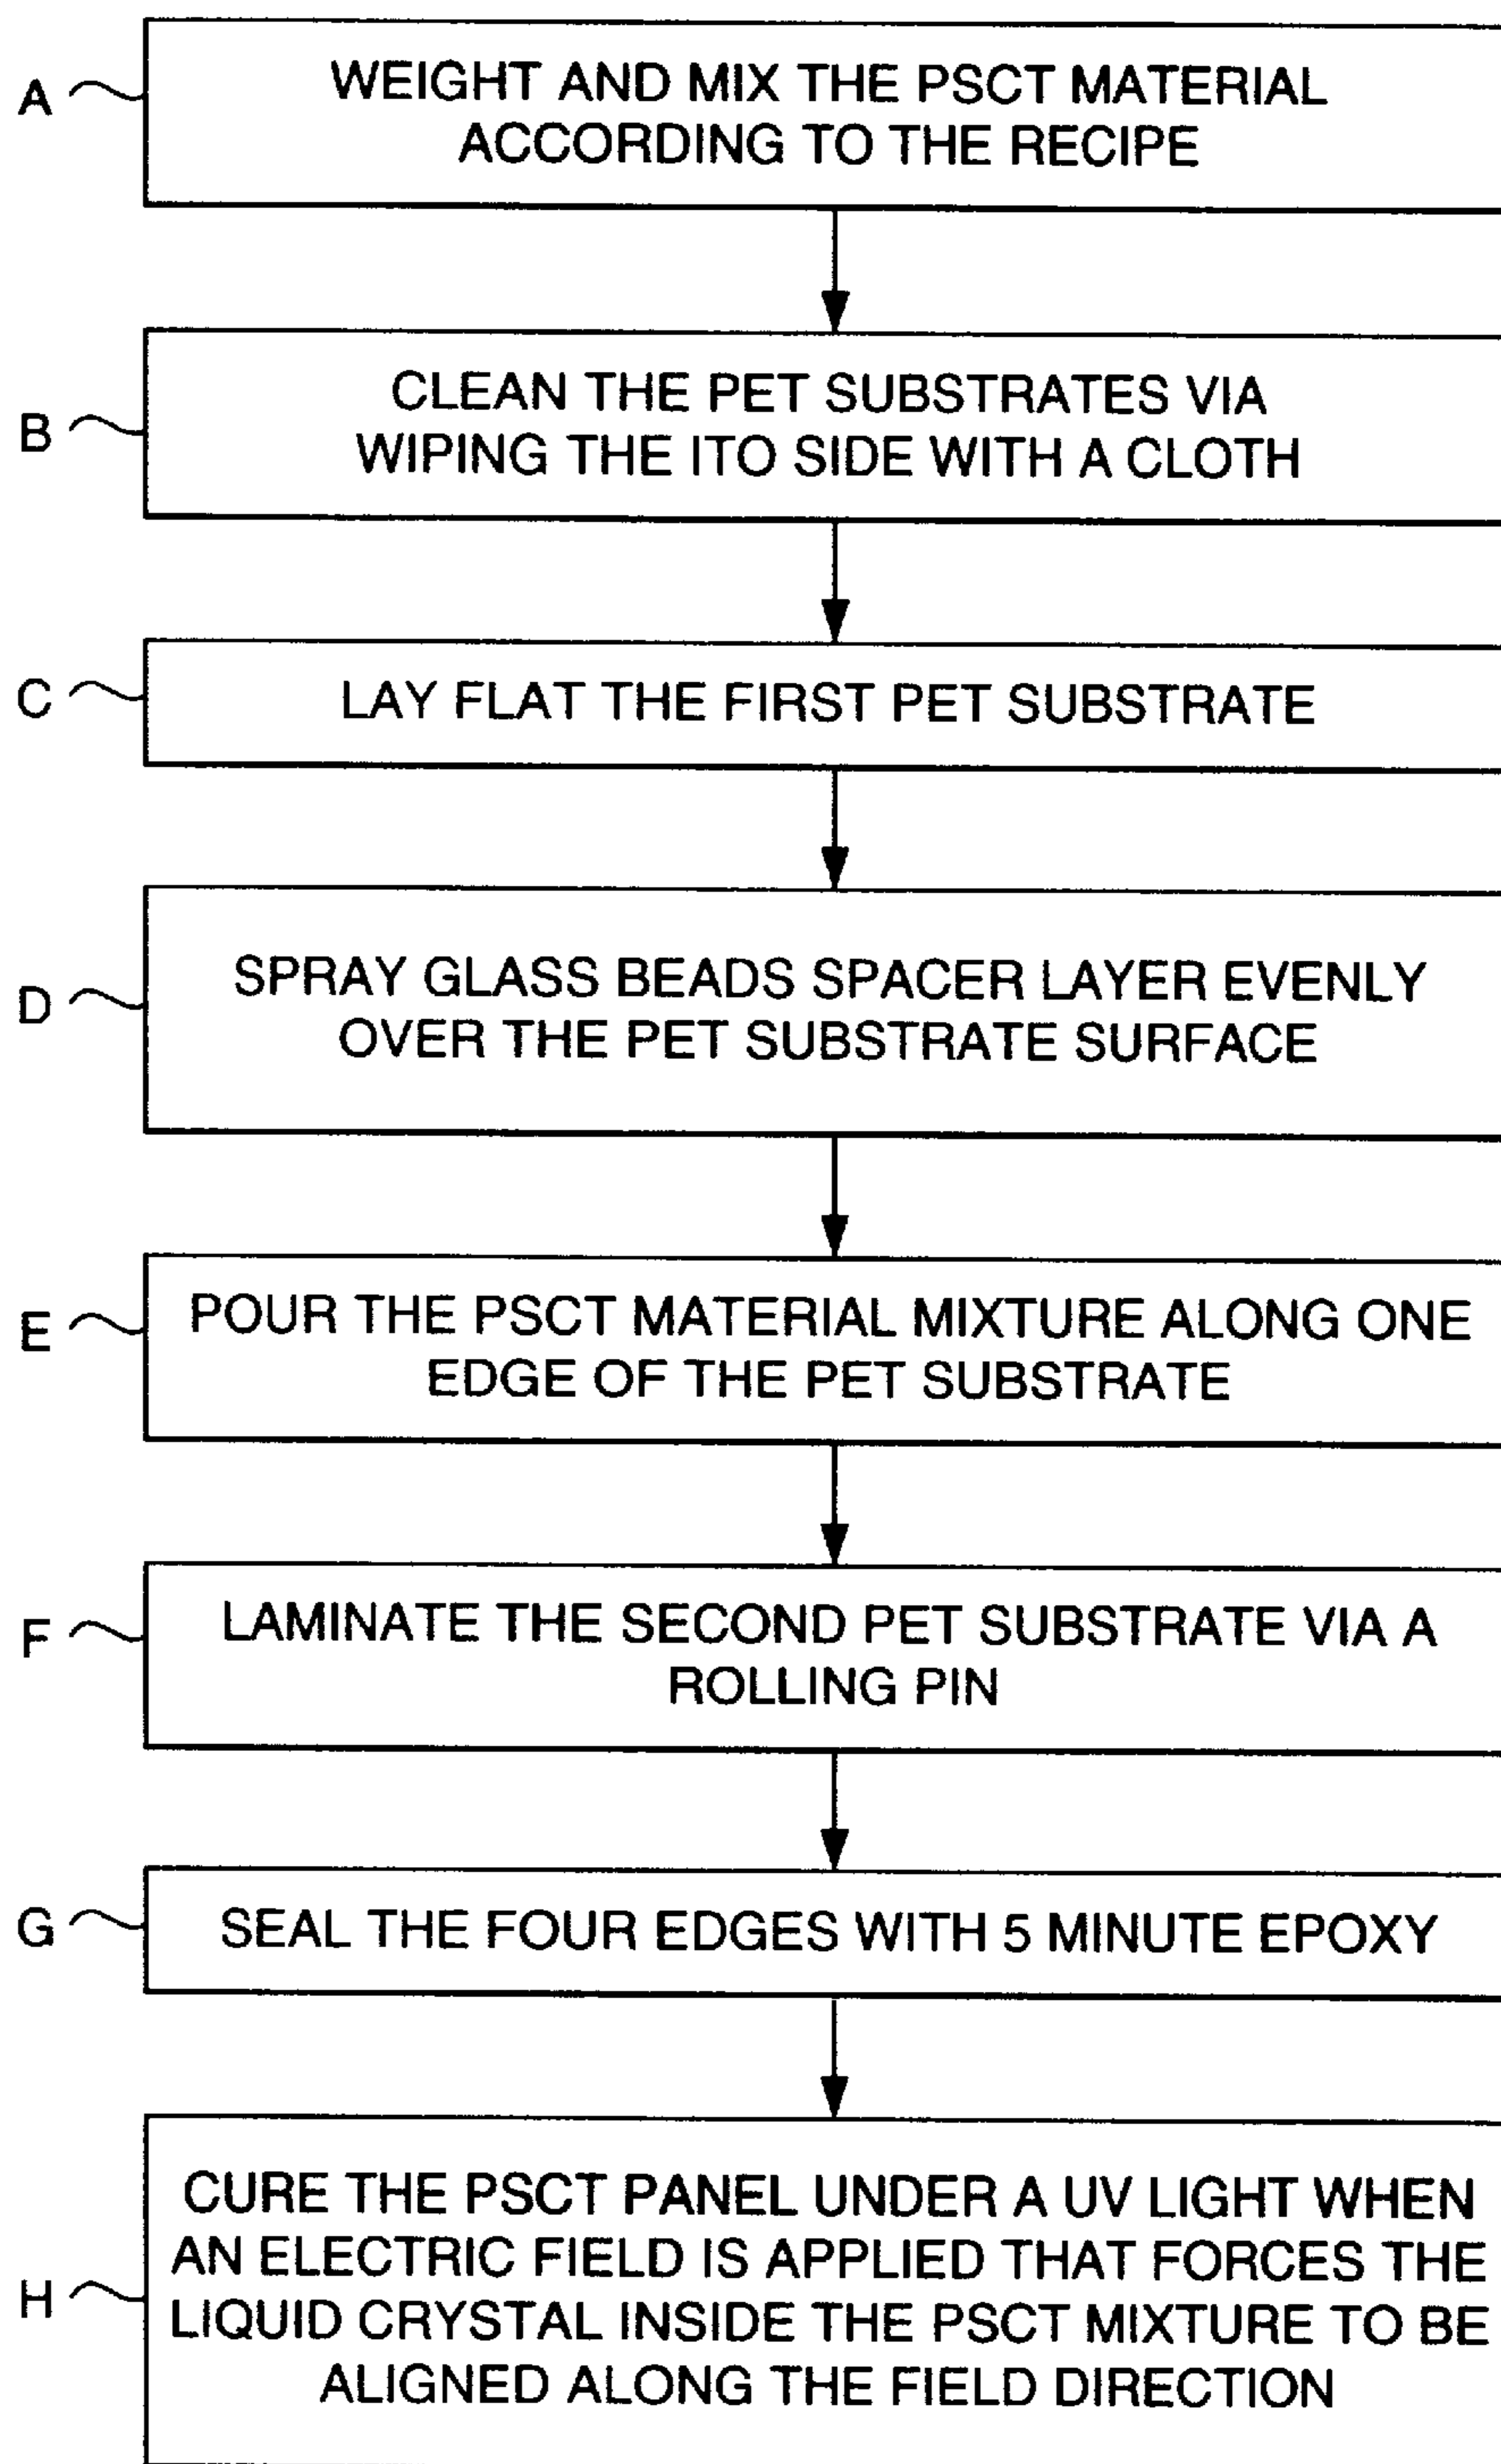 A
WEIGHT AND MIX THE PSCT MATERIAL
ACCORDING TO THE RECIPE
B
CLEAN THE PET SUBSTRATES VIA
WIPING THE ITO SIDE WITH A CLOTH
C
LAY FLAT THE FIRST PET SUBSTRATE
D
SPRAY GLASS BEADS SPACER LAYER EVENLY
OVER THE PET SUBSTRATE SURFACE
E
POUR THE PSCT MATERIAL MIXTURE ALONG ONE
EDGE OF THE PET SUBSTRATE
F
LAMINATE THE SECOND PET SUBSTRATE VIA A
ROLLING PIN
G
SEAL THE FOUR EDGES WITH 5 MINUTE EPOXY
H
CURE THE PSCT PANEL UNDER A UV LIGHT WHEN
AN ELECTRIC FIELD IS APPLIED THAT FORCES THE
LIQUID CRYSTAL INSIDE THE PSCT MIXTURE TO BE
ALIGNED ALONG THE FIELD DIRECTION